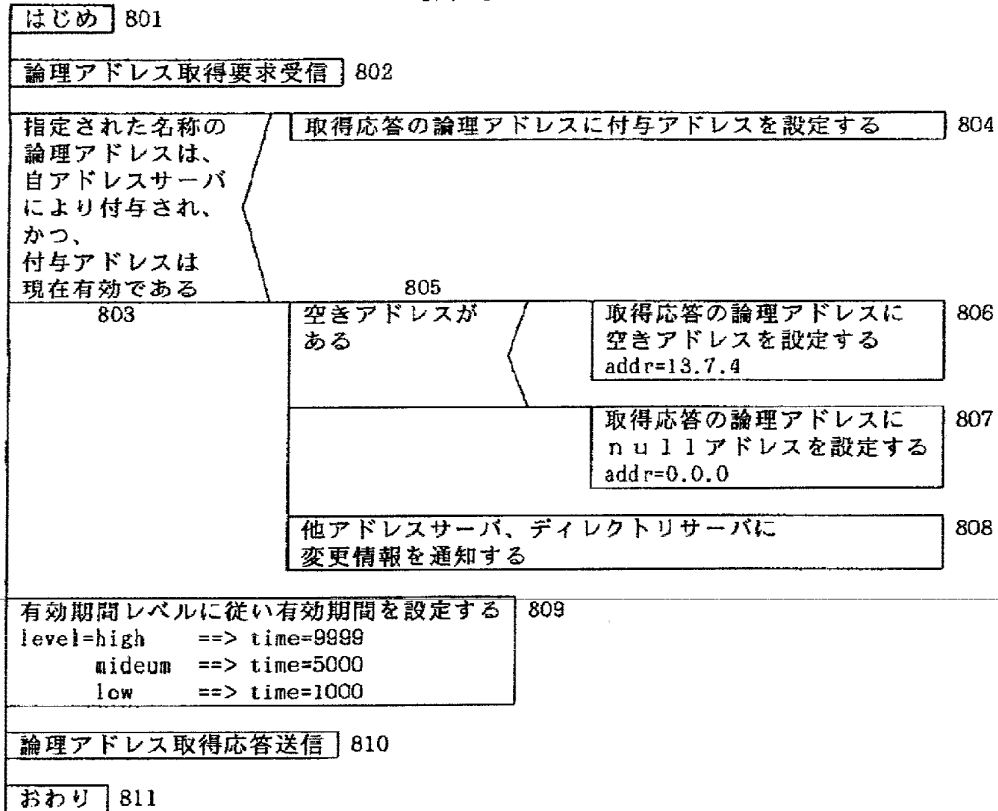 はじめ 801
論理アドレス取得要求受信 802
指定された名称の
論理アドレスは、
自アドレスサーバ
により付与され、
かつ、
付与アドレスは
現在有効である
803
取得応答の論理アドレスに付与アドレスを設定する 804
805
空きアドレスが
ある
取得応答の論理アドレスに 806
空きアドレスを設定する
addr=13.7.4
取得応答の論理アドレスに 807
nullアドレスを設定する
addr=0.0.0
他アドレスサーバ、ディレクトリサーバに 808
変更情報を通知する
有効期間レベルに従い有効期間を設定する 809
level=high ==> time=9999
mideum ==> time=5000
low ==> time=1000
論理アドレス取得応答送信 810
おわり 811